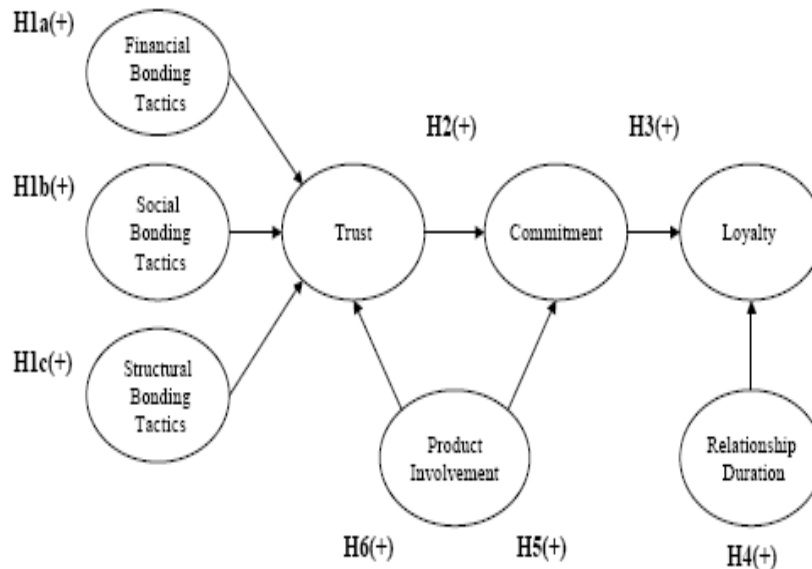 H1a(+)
Financial
Bonding
Tactics
H2(+)
H3(+)
H1b(+)
Social
Bonding
Tactics
Trust
Commitment
Loyalty
H1c(+)
Structural
Bonding
Tactics
Product
Involvement
Relationship
Duration
H6(+)
H5(+)
H4(+)